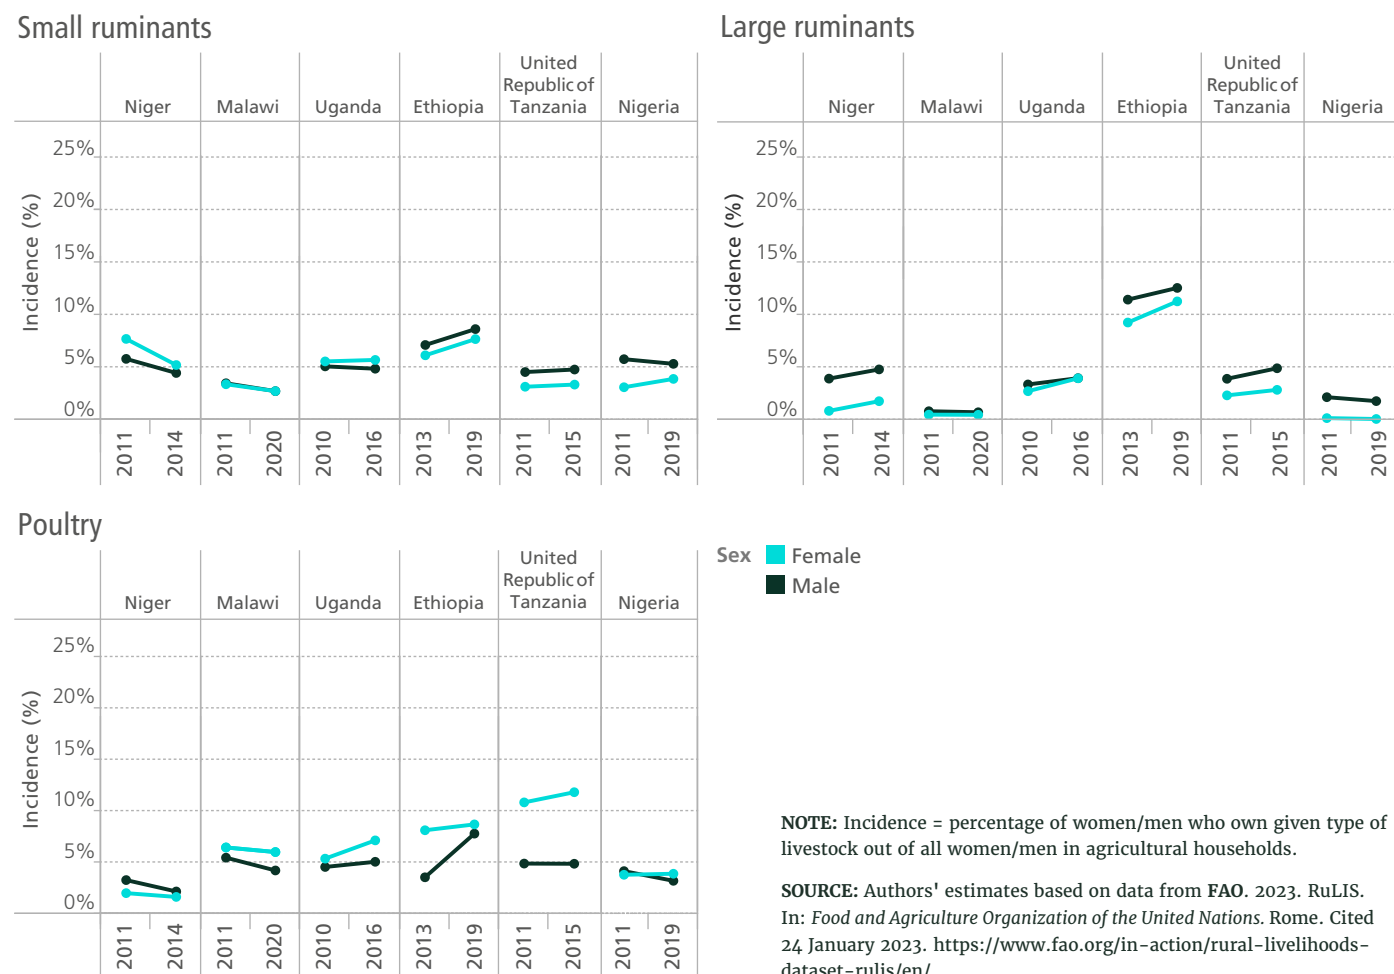 Small ruminants
Niger
Malawi
Uganda
Ethiopia
United
Republic of
Tanzania
Nigeria
Incidence (%)
25%
20%
15%
10%
5%
0%
2011
2014
2011
2020
2010
2016
2013
2019
2011
2015
2011
2019
Large ruminants
Niger
Malawi
Uganda
Ethiopia
United
Republic of
Tanzania
Nigeria
Incidence (%)
25%
20%
15%
10%
5%
0%
2011
2014
2011
2020
2010
2016
2013
2019
2011
2015
2011
2019
Poultry
Niger
Malawi
Uganda
Ethiopia
United
Republic of
Tanzania
Nigeria
Incidence (%)
25%
20%
15%
10%
5%
0%
2011
2014
2011
2020
2010
2016
2013
2019
2011
2015
2011
2019
Sex
Female
Male
NOTE: Incidence = percentage of women/men who own given type of
livestock out of all women/men in agricultural households.
SOURCE: Authors' estimates based on data from FAO. 2023. RuLIS.
In: Food and Agriculture Organization of the United Nations. Rome. Cited
24 January 2023. https://www.fao.org/in-action/rural-livelihoods-
dataset-rulis/en/